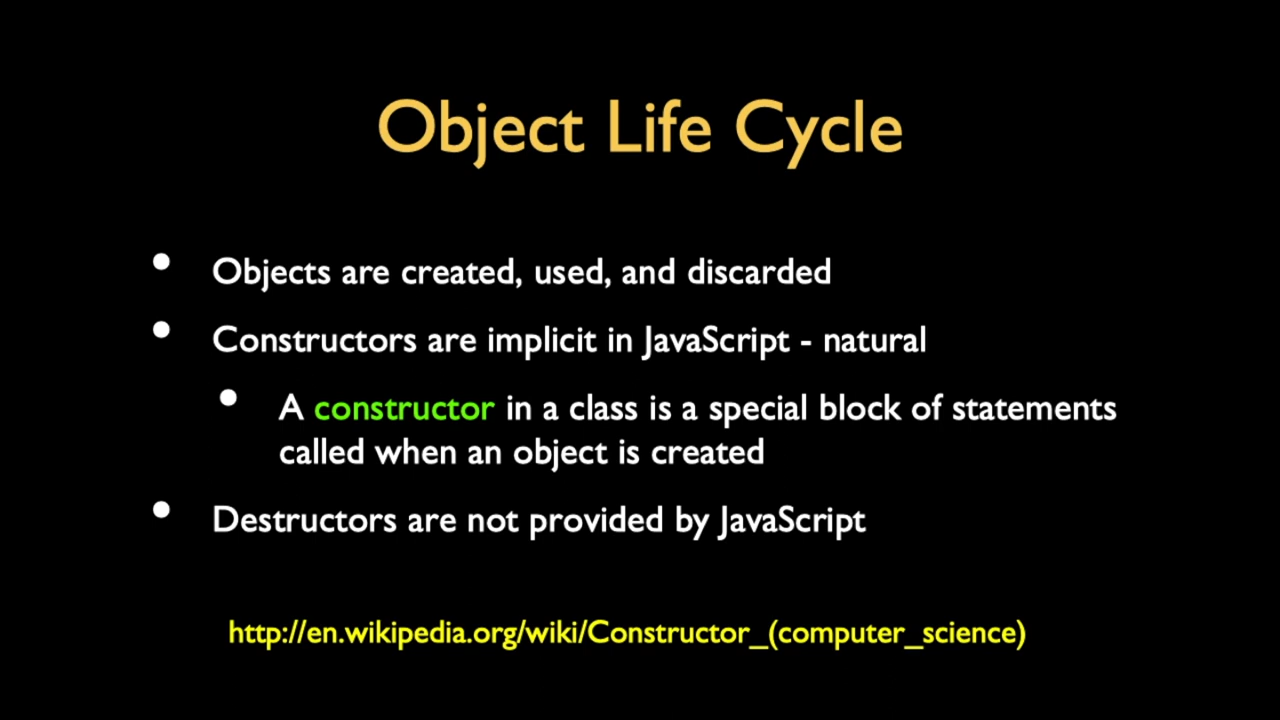 Object Life Cycle
• Objects are created, used, and discarded
• Constructors are implicit in JavaScript - natural
• A constructor in a class is a special block of statements
called when an object is created
• Destructors are not provided by JavaScript
http://en.wikipedia.org/wiki/Constructor_(computer_science)